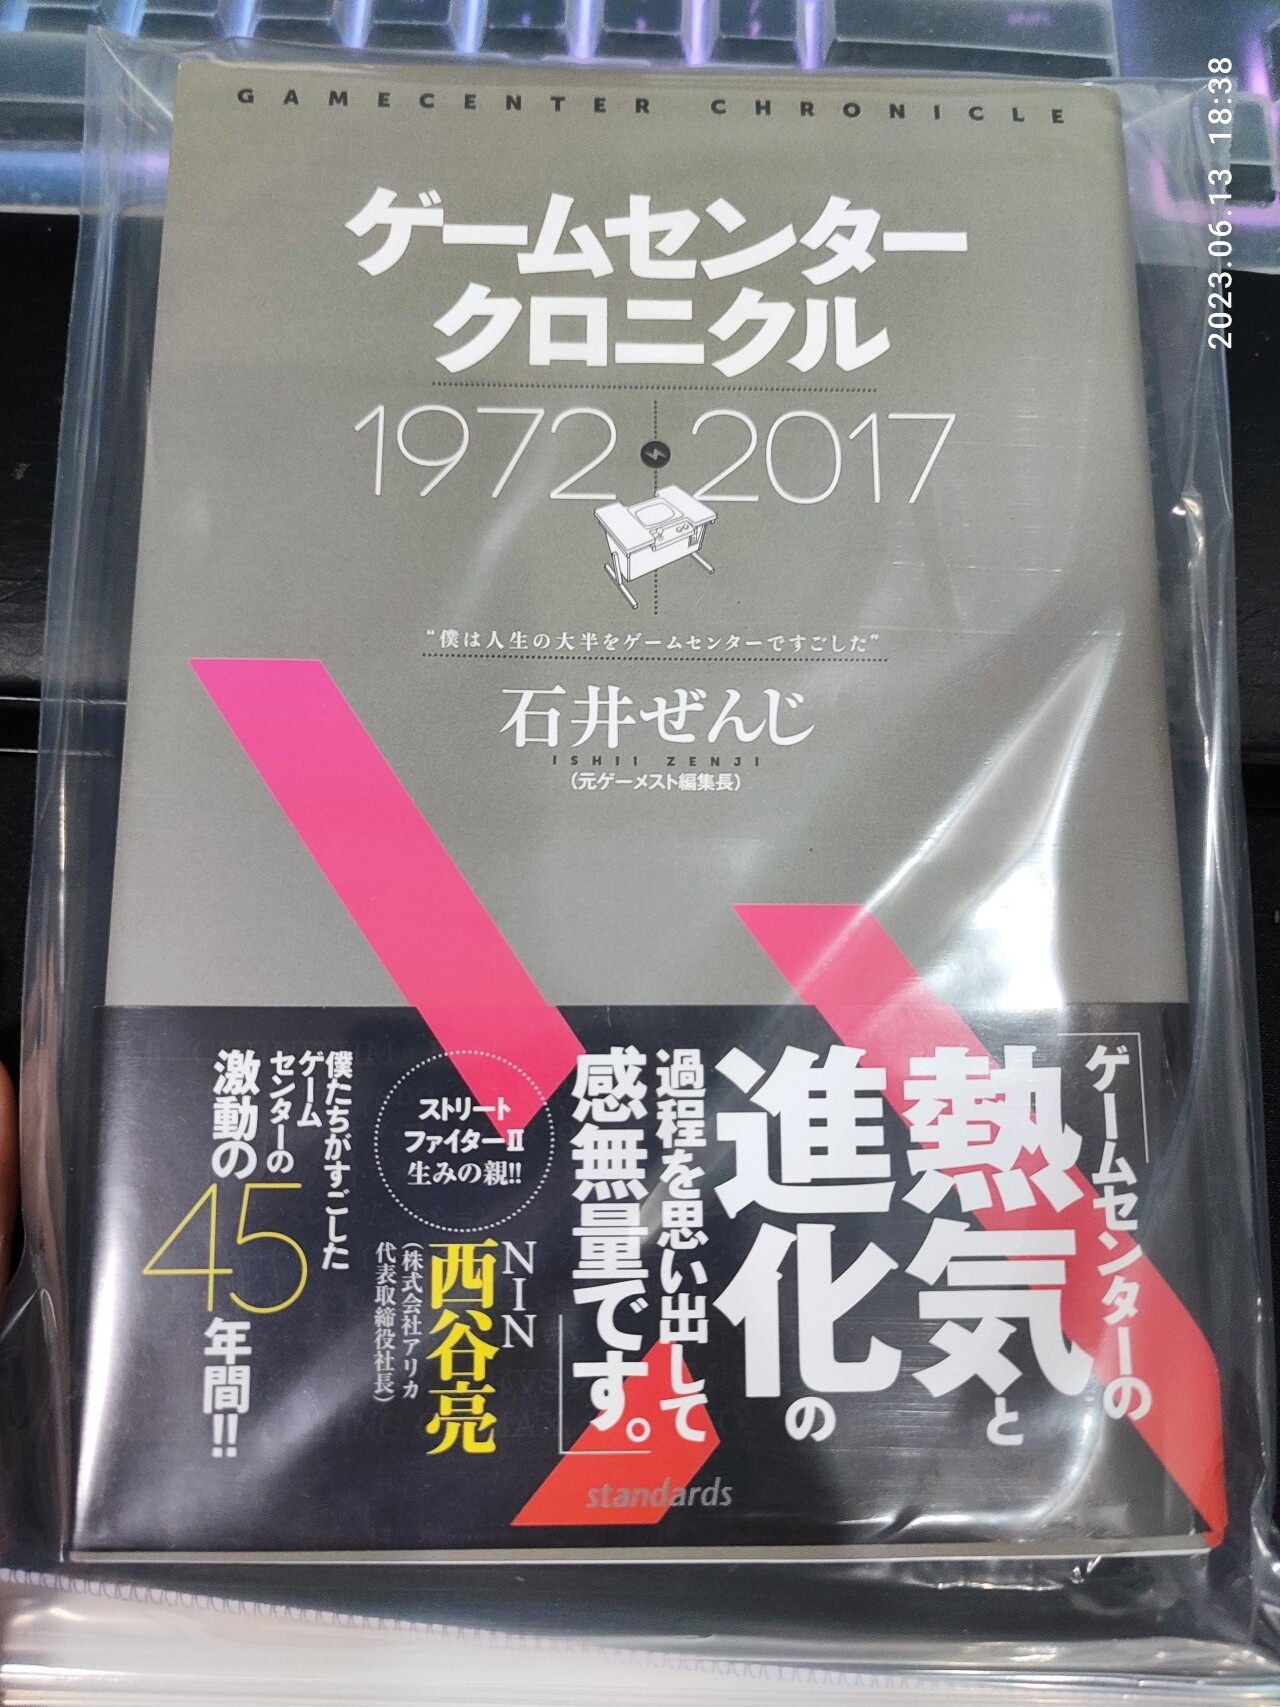 GAMECENTER CHRONICLE
ゲームセンター
クロニクル
1972 2017
“僕は人生の大半をゲームセンターですごした”
石井ぜんじ
ISHII ZENJI
（元ゲーメスト編集長）
「ゲームセンターの
熱気と
進化の
過程を思い出して
感無量です。」
ストリート
ファイターⅡ
生みの親!!
NIN
西谷亮
（株式会社アリカ
代表取締役社長）
僕たちがすごした
ゲーム
センターの
激動の
45年間!!
standards
2023.06.13 18:38